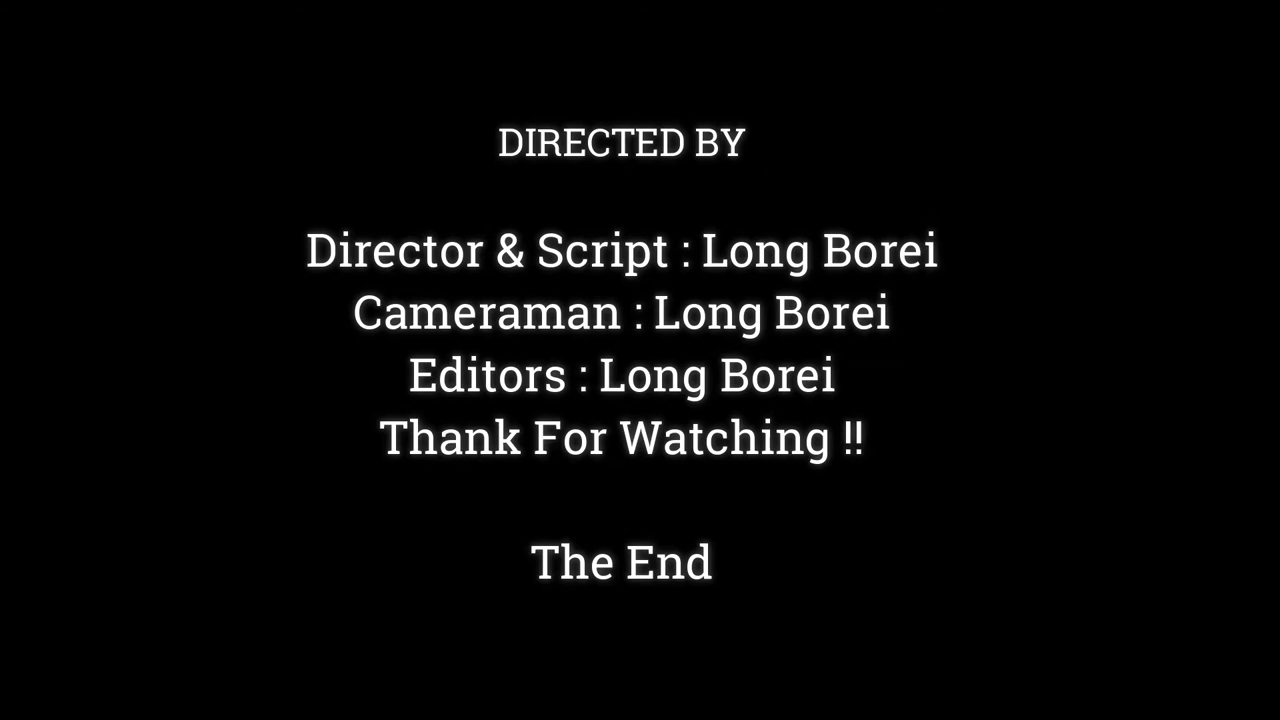 DIRECTED BY
Director & Script : Long Borei
Cameraman : Long Borei
Editors : Long Borei
Thank For Watching !!
The End